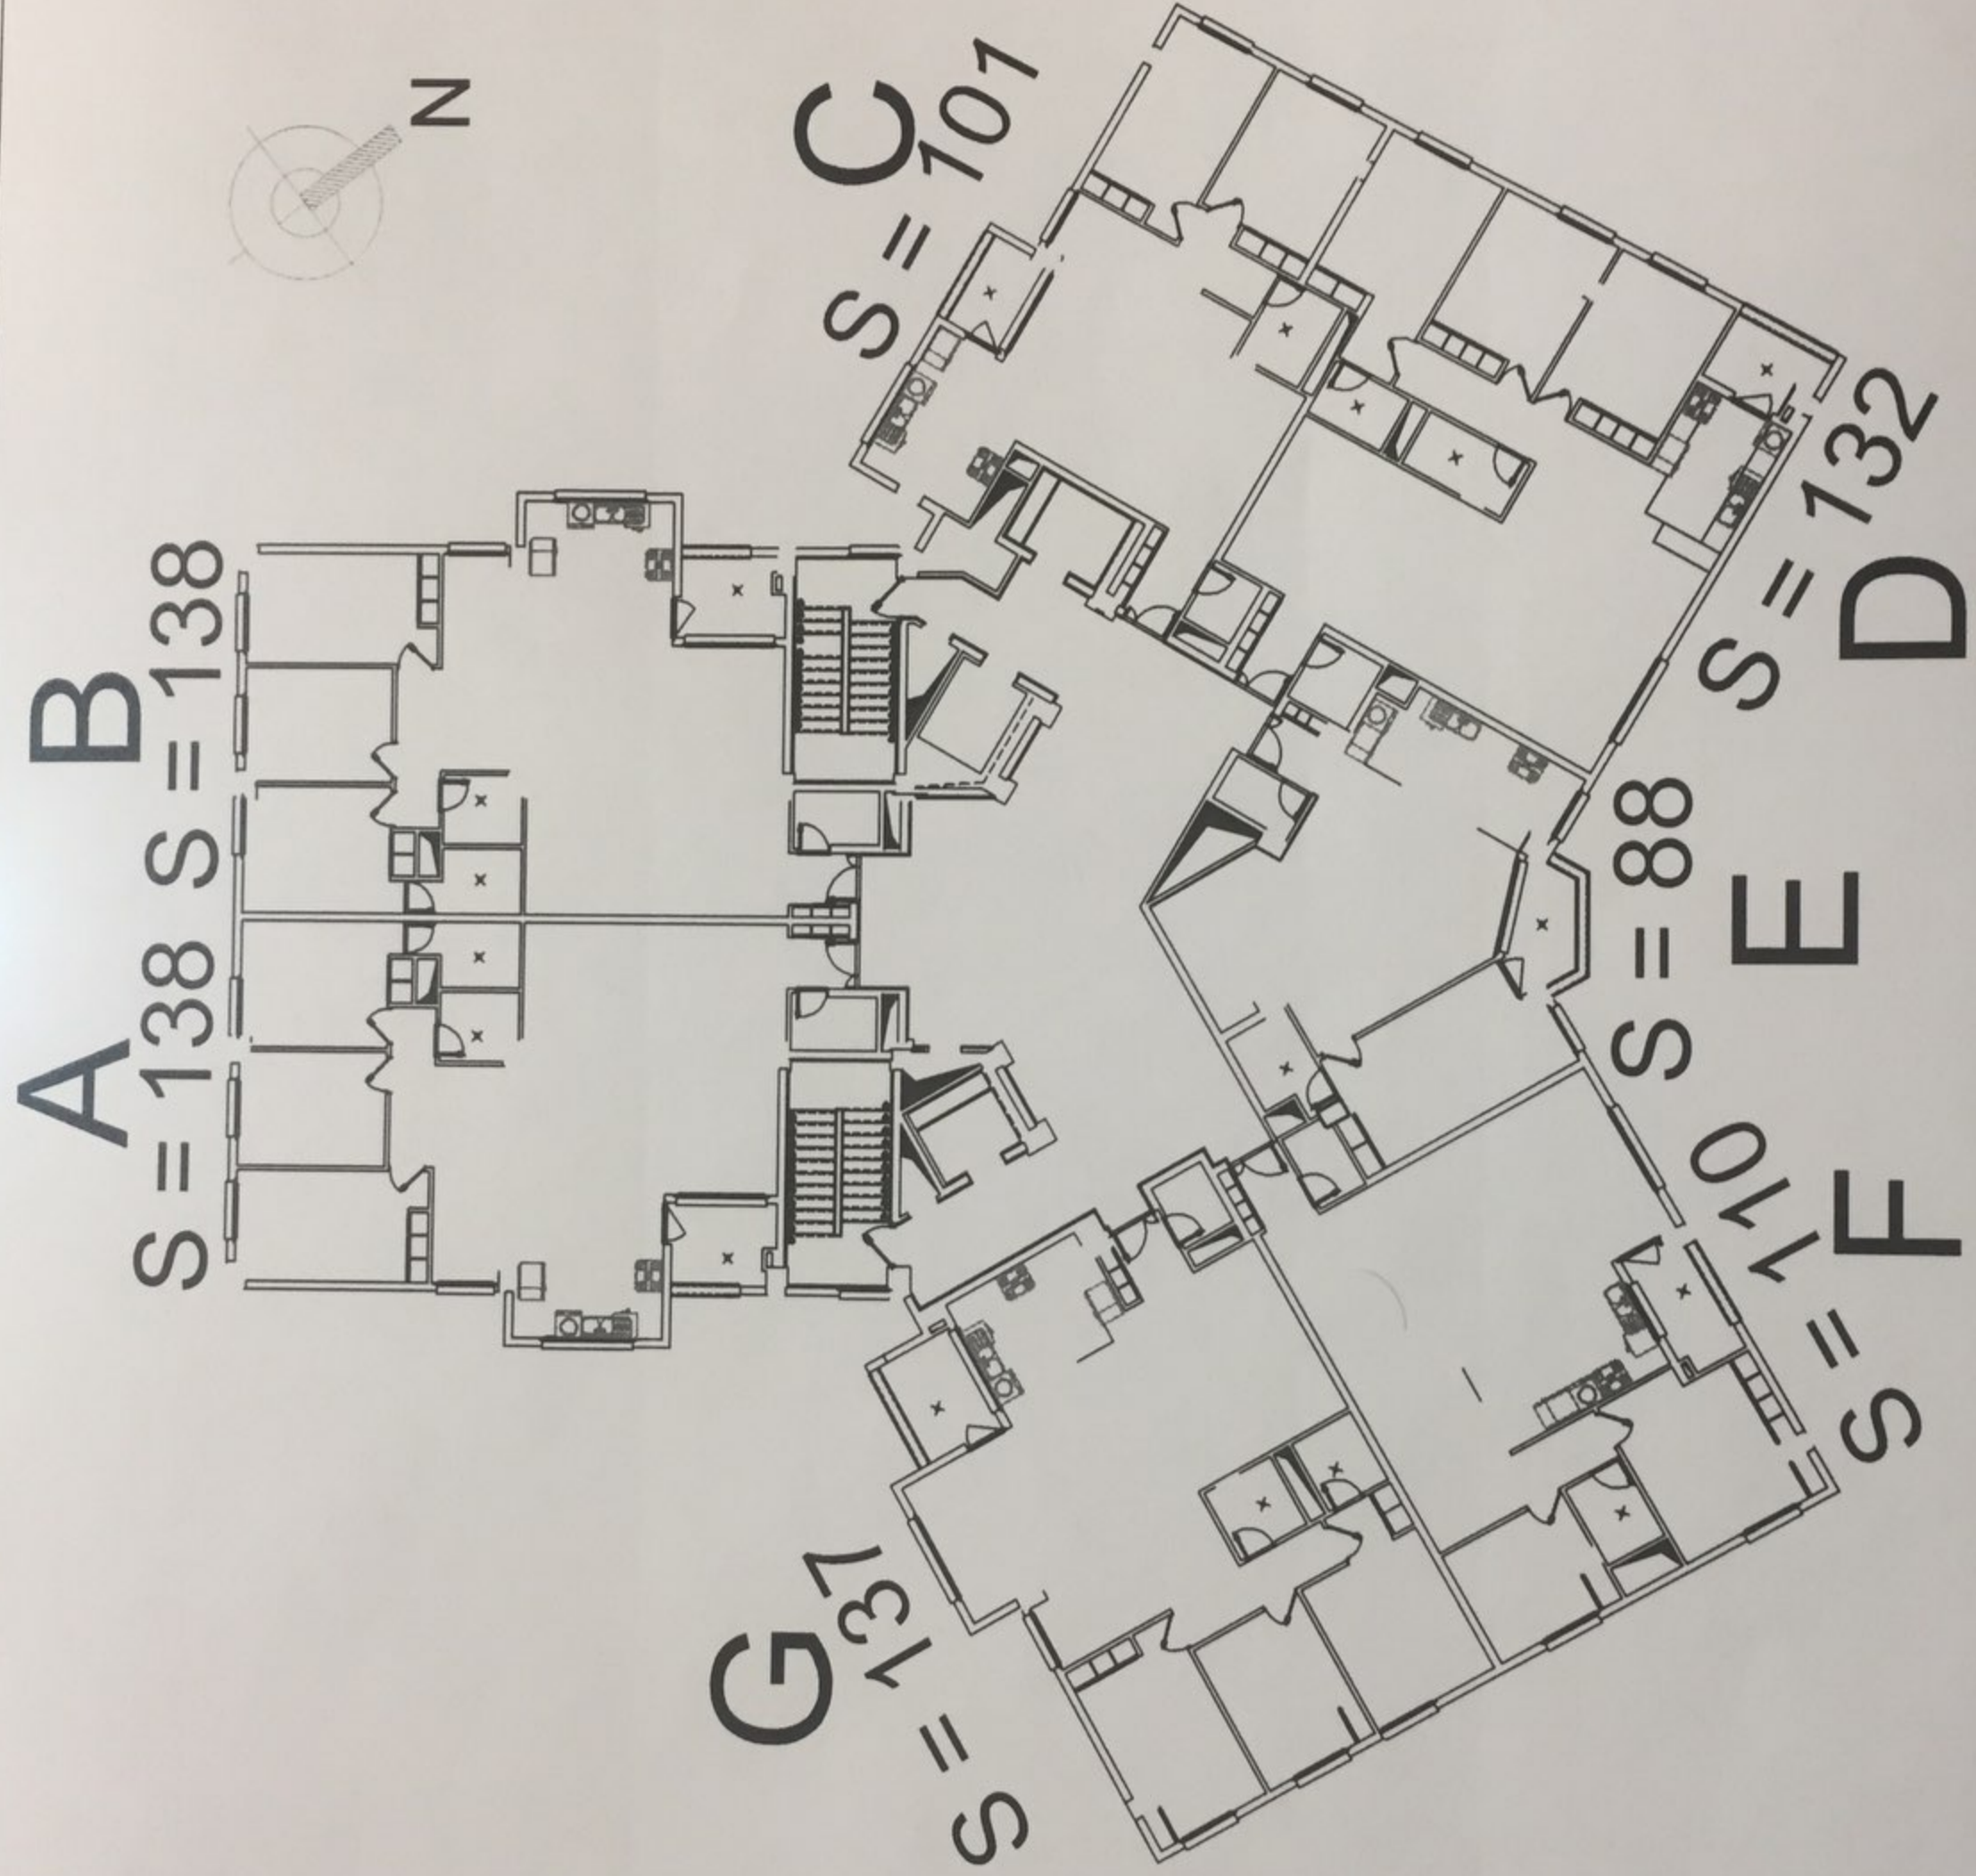 N
A
S = 138
B
S = 138
C
S = 101
D
S = 132
E
S = 88
F
S = 110
G
S = 137